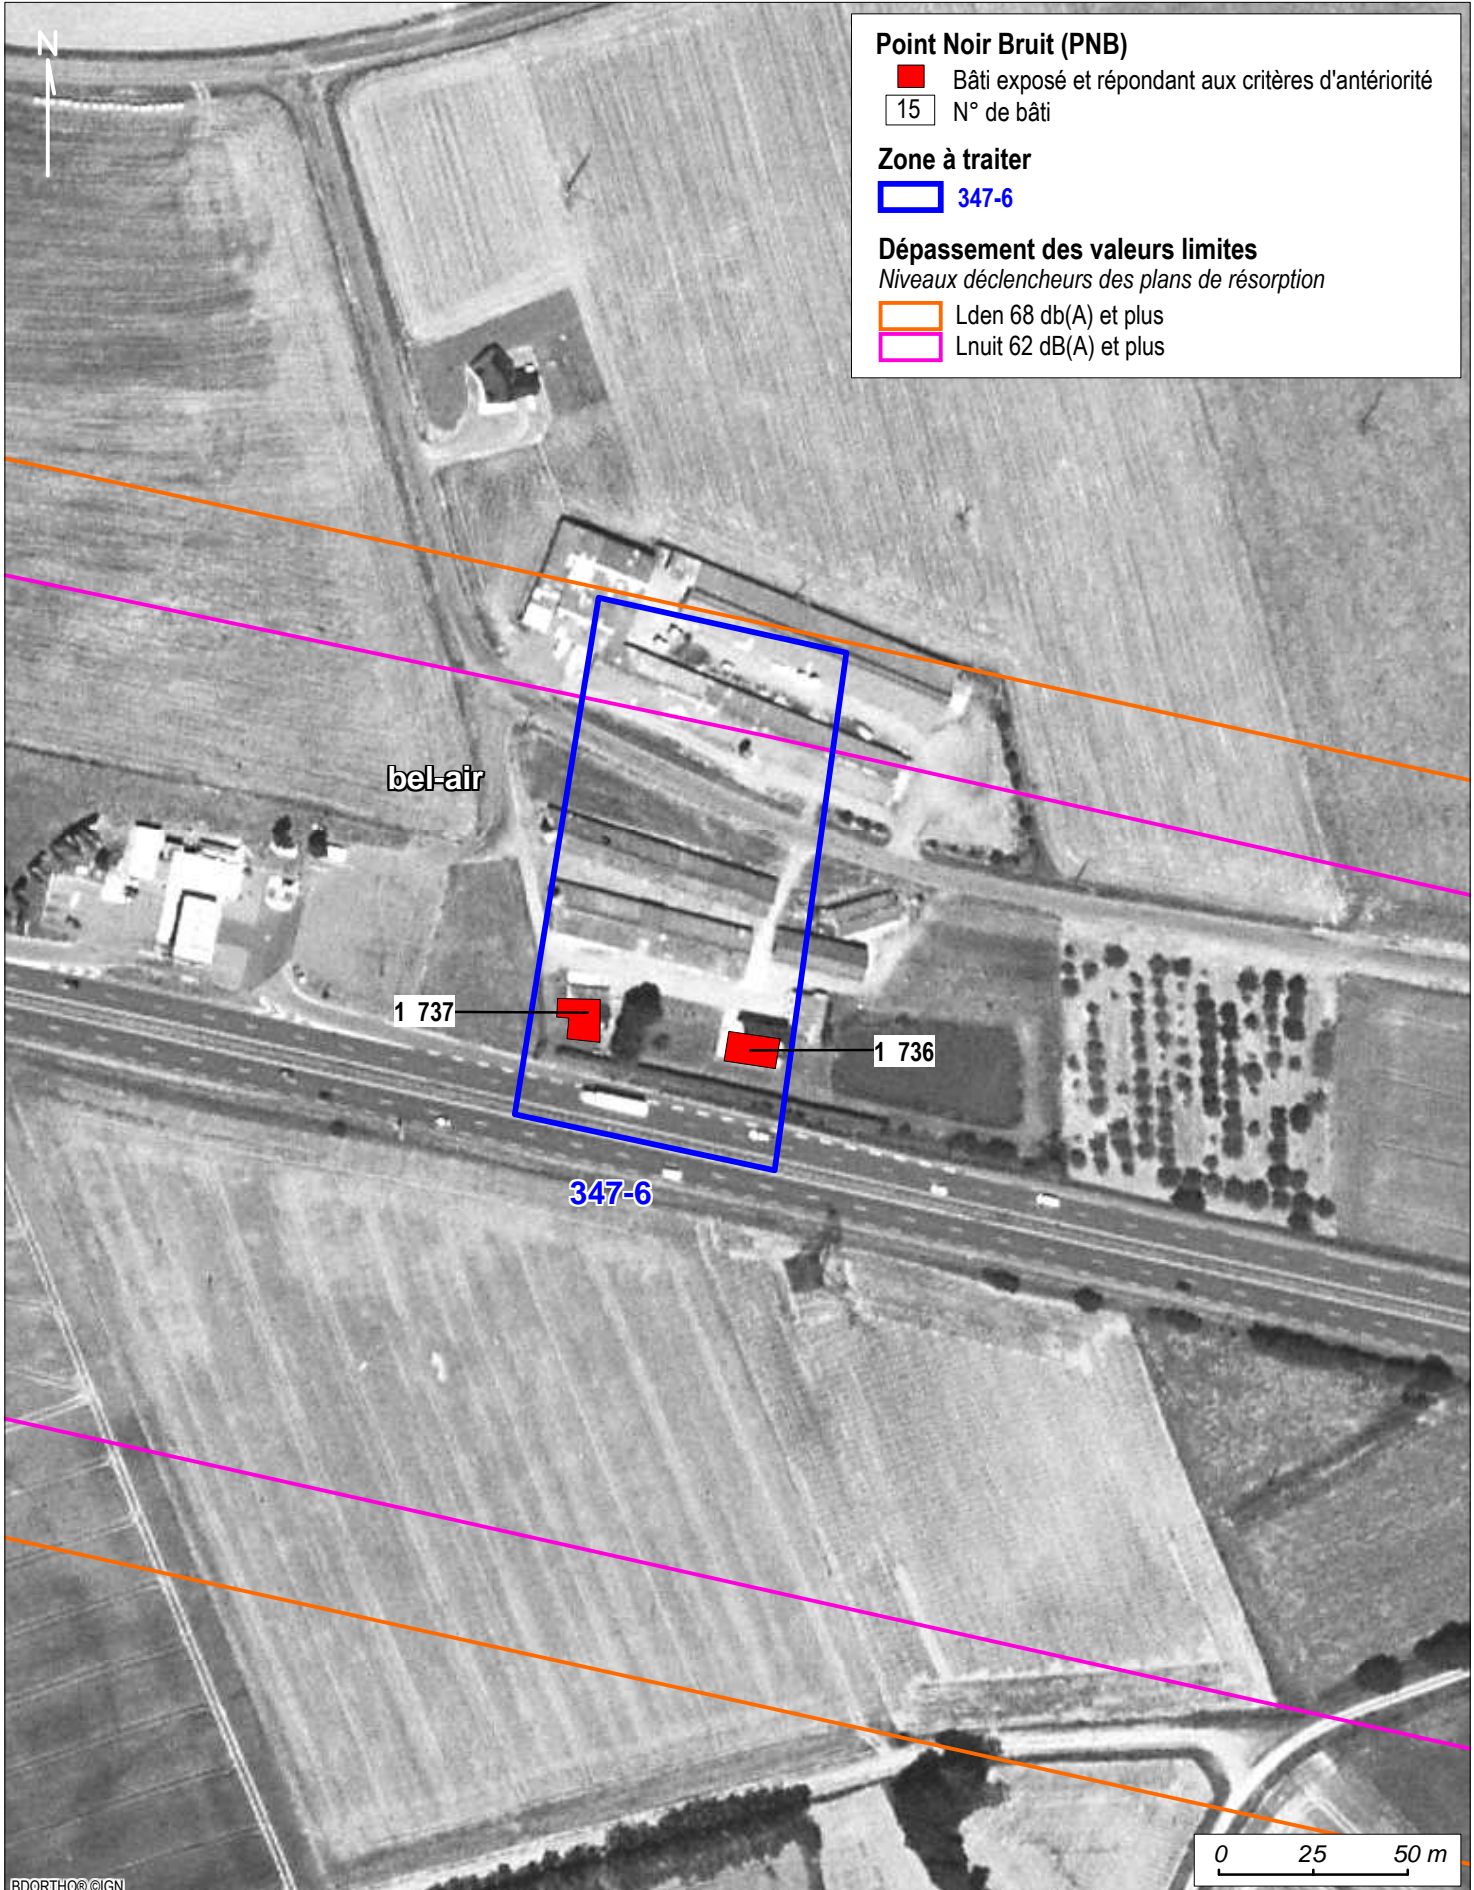 N
Point Noir Bruit (PNB)
Bâti exposé et répondant aux critères d'antériorité
15 N° de bâti
Zone à traiter
347-6
Dépassement des valeurs limites
Niveaux déclencheurs des plans de résorption
Lden 68 db(A) et plus
Lnuit 62 dB(A) et plus
bel-air
1 737
1 736
347-6
0 25 50 m
BDORTHO® ©IGN